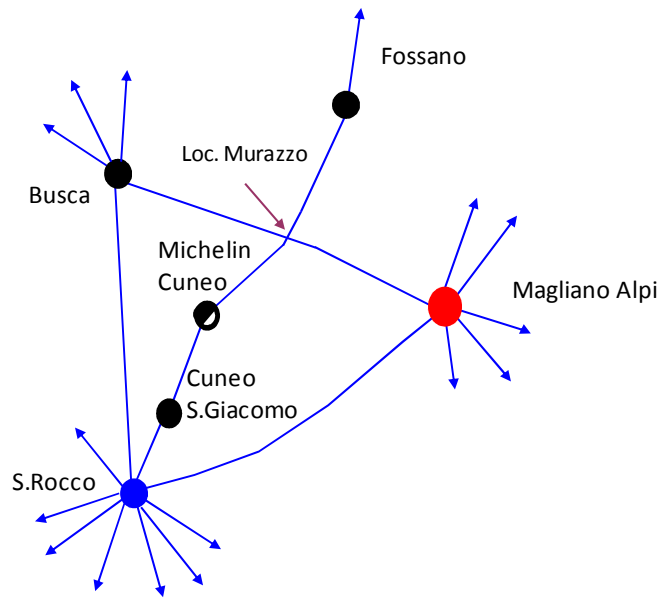 Fossano
Loc. Murazzo
Busca
Michelin
Cuneo
Magliano Alpi
Cuneo
S.Giacomo
S.Rocco